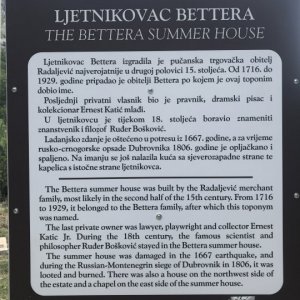 LJETNIKOVAC BETTERA
THE BETTERA SUMMER HOUSE
Ljetnikovac Bettera izgradila je pučanska trgovačka obitelj
Radaljević najvjerojatnije u drugoj polovici 15. stoljeća. Od 1716. do
1929. godine pripadao je obitelji Bettera po kojem je ovaj toponim
dobio ime.
Posljednji privatni vlasnik bio je pravnik, dramski pisac i
kolekcionar Ernest Katić mlađi.
U ljetnikovcu je tijekom 18. stoljeća boravio znameniti
znanstvenik i filozof Ruđer Bošković.
Ladanjsko zdanje je oštećeno u potresu iz 1667. godine, a za vrijeme
rusko-crnogorske opsade Dubrovnika 1806. godine je opljačkano i
spaljeno. Na imanju se još nalazila kuća sa sjeverozapadne strane te
kapelica s istočne strane ljetnikovca.
The Bettera summer house was built by the Radaljević merchant
family, most likely in the second half of the 15th century. From 1716
to 1929, it belonged to the Bettera family, after which this toponym
was named.
The last private owner was lawyer, playwright and collector Ernest
Katic Jr. During the 18th century, the famous scientist and
philosopher Ruđer Bošković stayed in the Bettera summer house.
The summer house was damaged in the 1667 earthquake, and
during the Russian-Montenegrin siege of Dubrovnik in 1806, it was
looted and burned. There was also a house on the northwest side of
the estate and a chapel on the east side of the summer house.